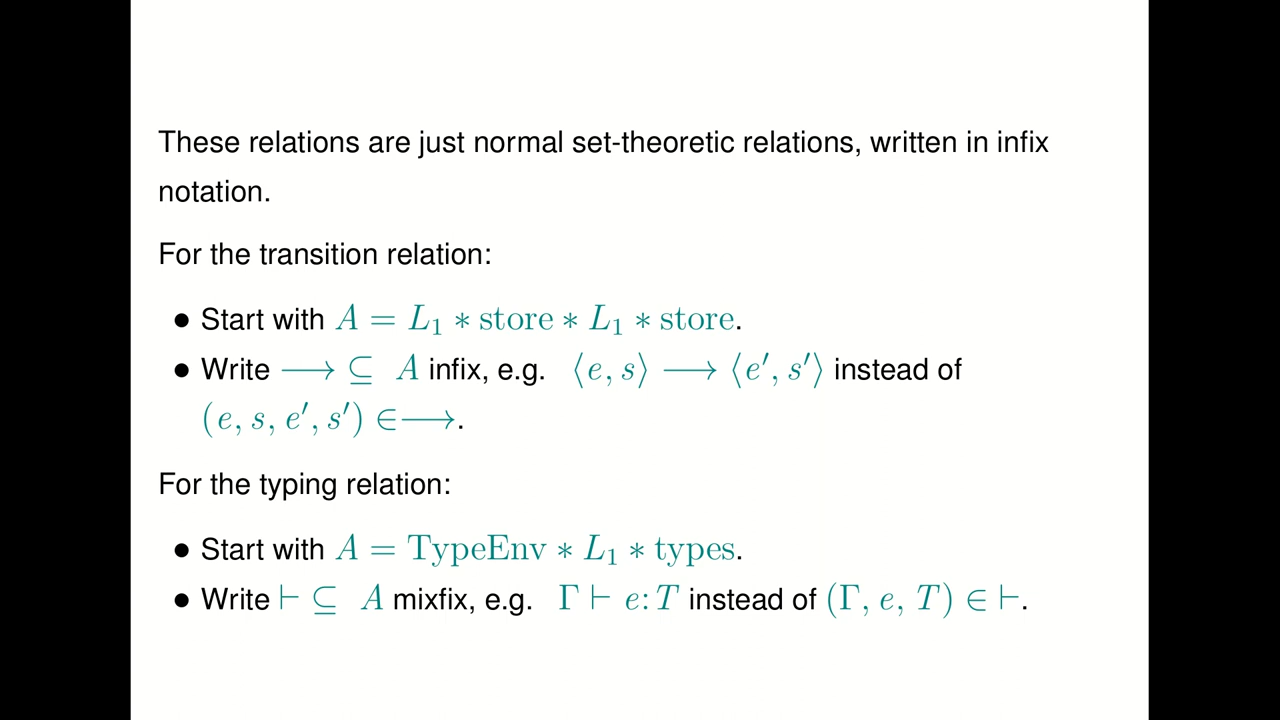 These relations are just normal set-theoretic relations, written in infix
notation.
For the transition relation:
● Start with A = L₁ ∗ store ∗ L₁ ∗ store.
● Write ⟶ ⊆ A infix, e.g. ⟨e, s⟩ ⟶ ⟨e′, s′⟩ instead of
(e, s, e′, s′) ∈⟶.
For the typing relation:
● Start with A = TypeEnv ∗ L₁ ∗ types.
● Write ⊢ ⊆ A mixfix, e.g. Γ ⊢ e:T instead of (Γ, e, T) ∈ ⊢.